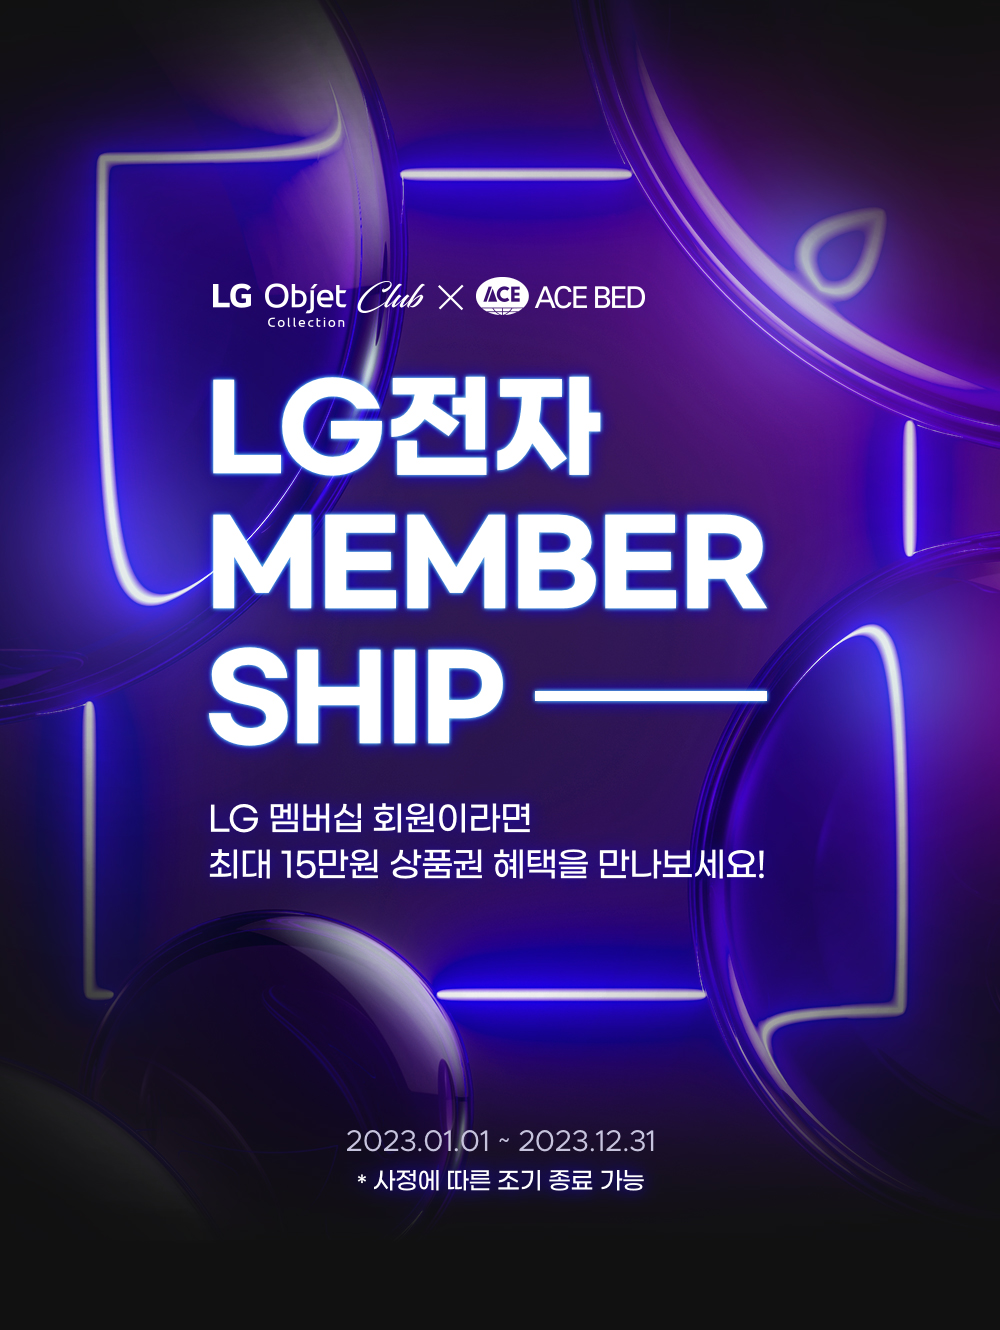 LG Objet Club × ACE ACE BED
Collection
LG전자
MEMBER
SHIP
LG 멤버십 회원이라면
최대 15만원 상품권 혜택을 만나보세요!
2023.01.01 ~ 2023.12.31
* 사정에 따른 조기 종료 가능